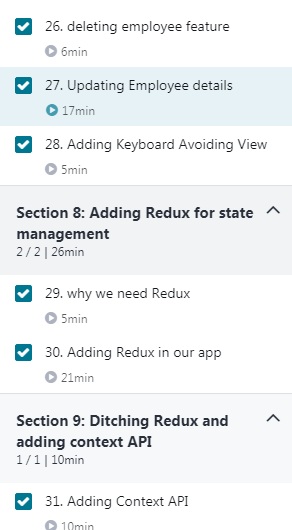 26. deleting employee feature
6min
27. Updating Employee details
17min
28. Adding Keyboard Avoiding View
5min
Section 8: Adding Redux for state
management
2 / 2 | 26min
29. why we need Redux
5min
30. Adding Redux in our app
21min
Section 9: Ditching Redux and
adding context API
1 / 1 | 10min
31. Adding Context API
10min